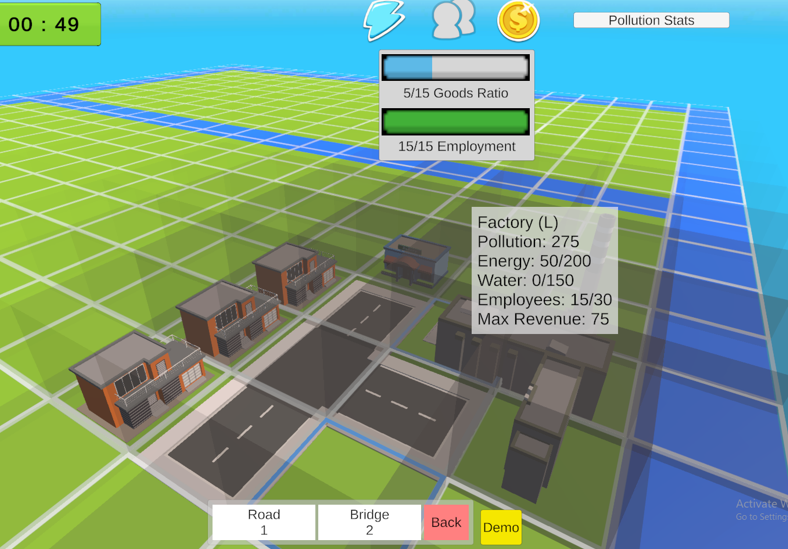 00 : 49
Pollution Stats
5/15 Goods Ratio
15/15 Employment
Factory (L)
Pollution: 275
Energy: 50/200
Water: 0/150
Employees: 15/30
Max Revenue: 75
Road
1
Bridge
2
Back
Demo
Activate
Go to Setting